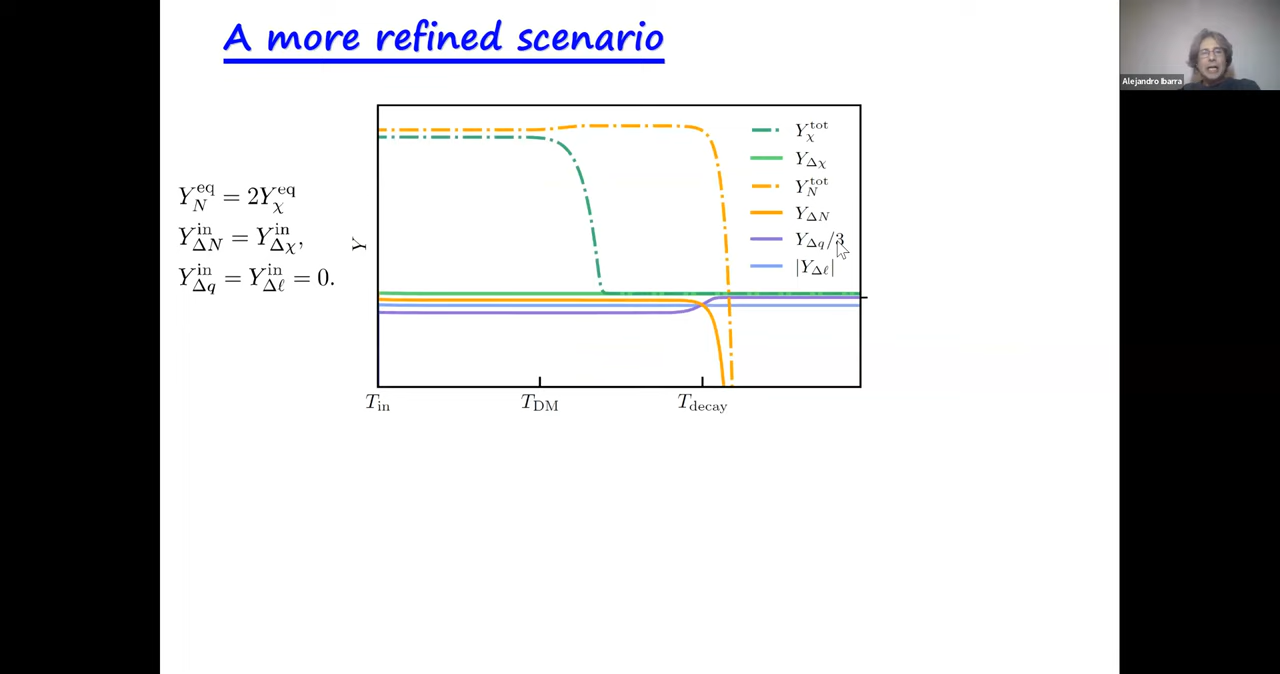 A more refined scenario
Alejandro Ibarra
Y_N^eq = 2Y_χ^eq
Y_ΔN^in = Y_Δχ^in,
Y_Δq^in = Y_Δℓ^in = 0.
Y
Y_χ^tot
Y_Δχ
Y_N^tot
Y_ΔN
Y_Δq/3
|Y_Δℓ|
T_in T_DM T_decay